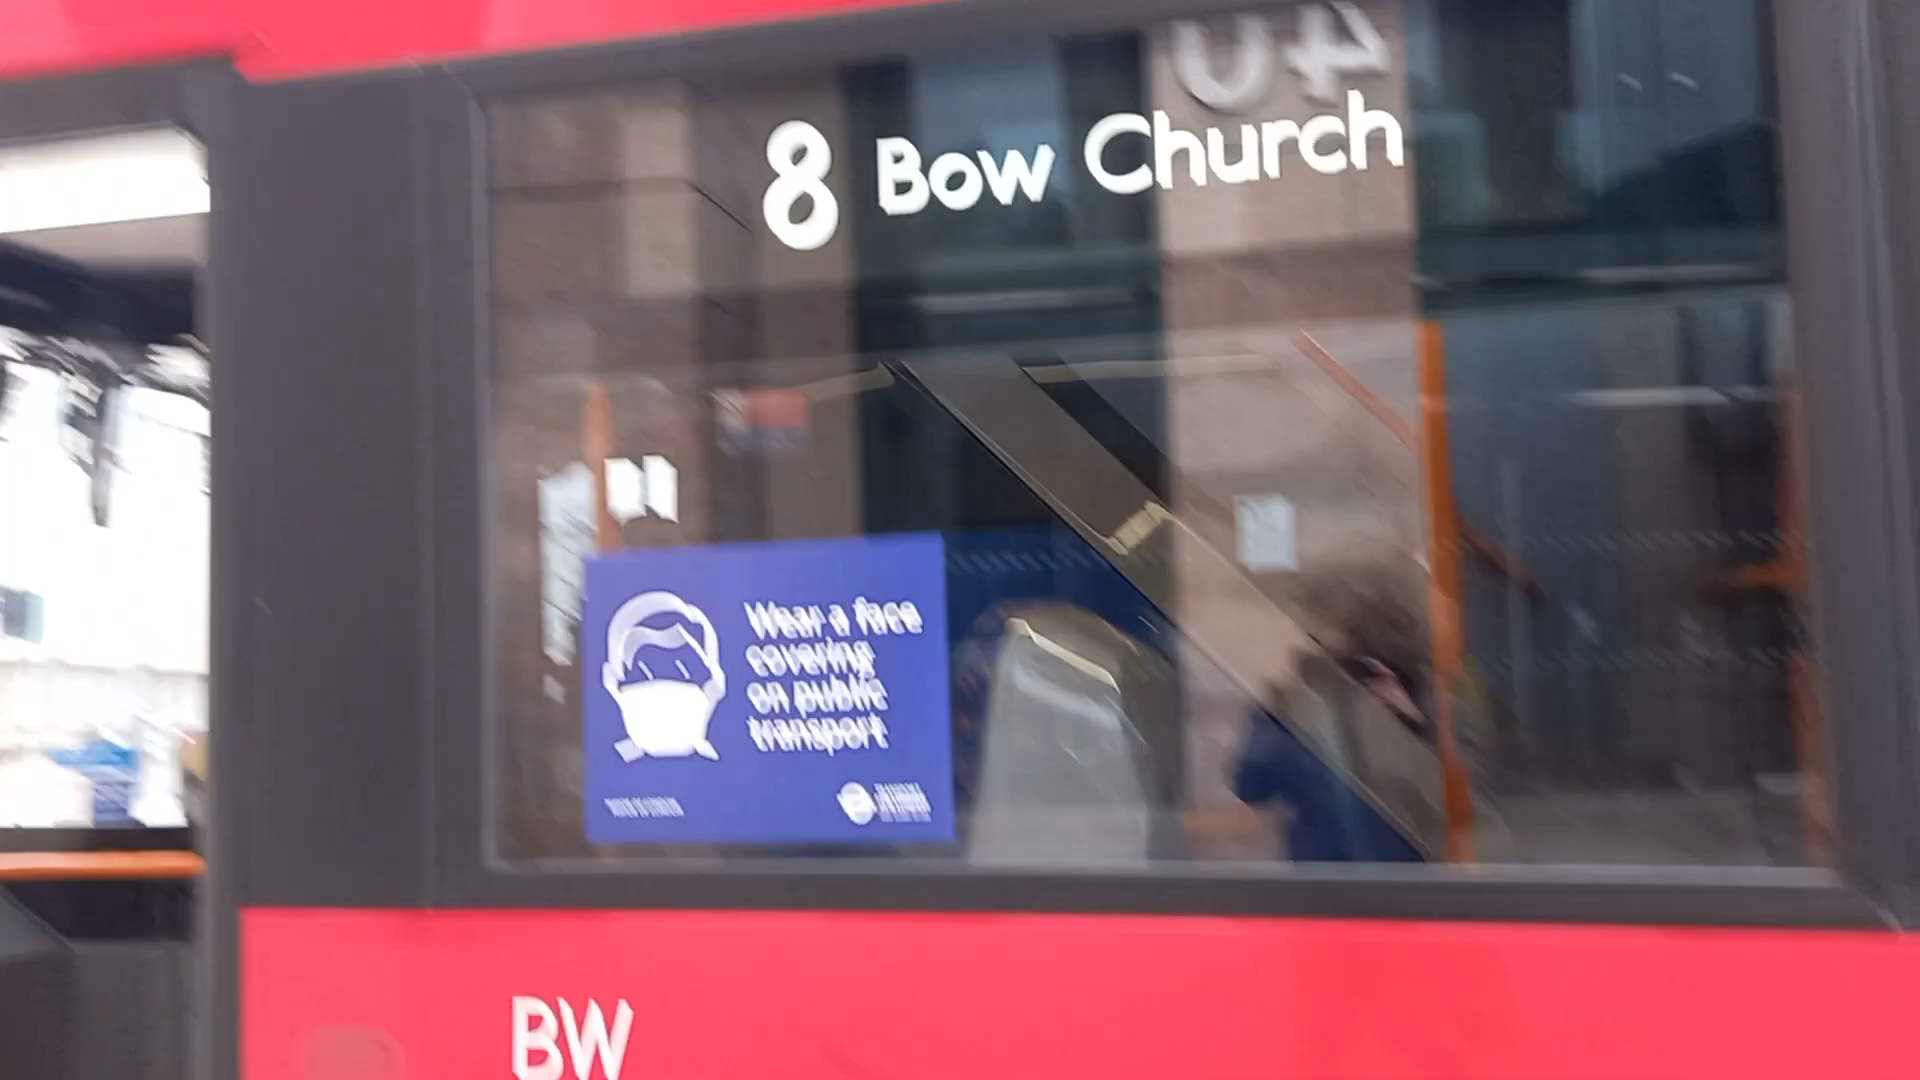 8 Bow Church
Wear a face
covering
on public
transport
BW